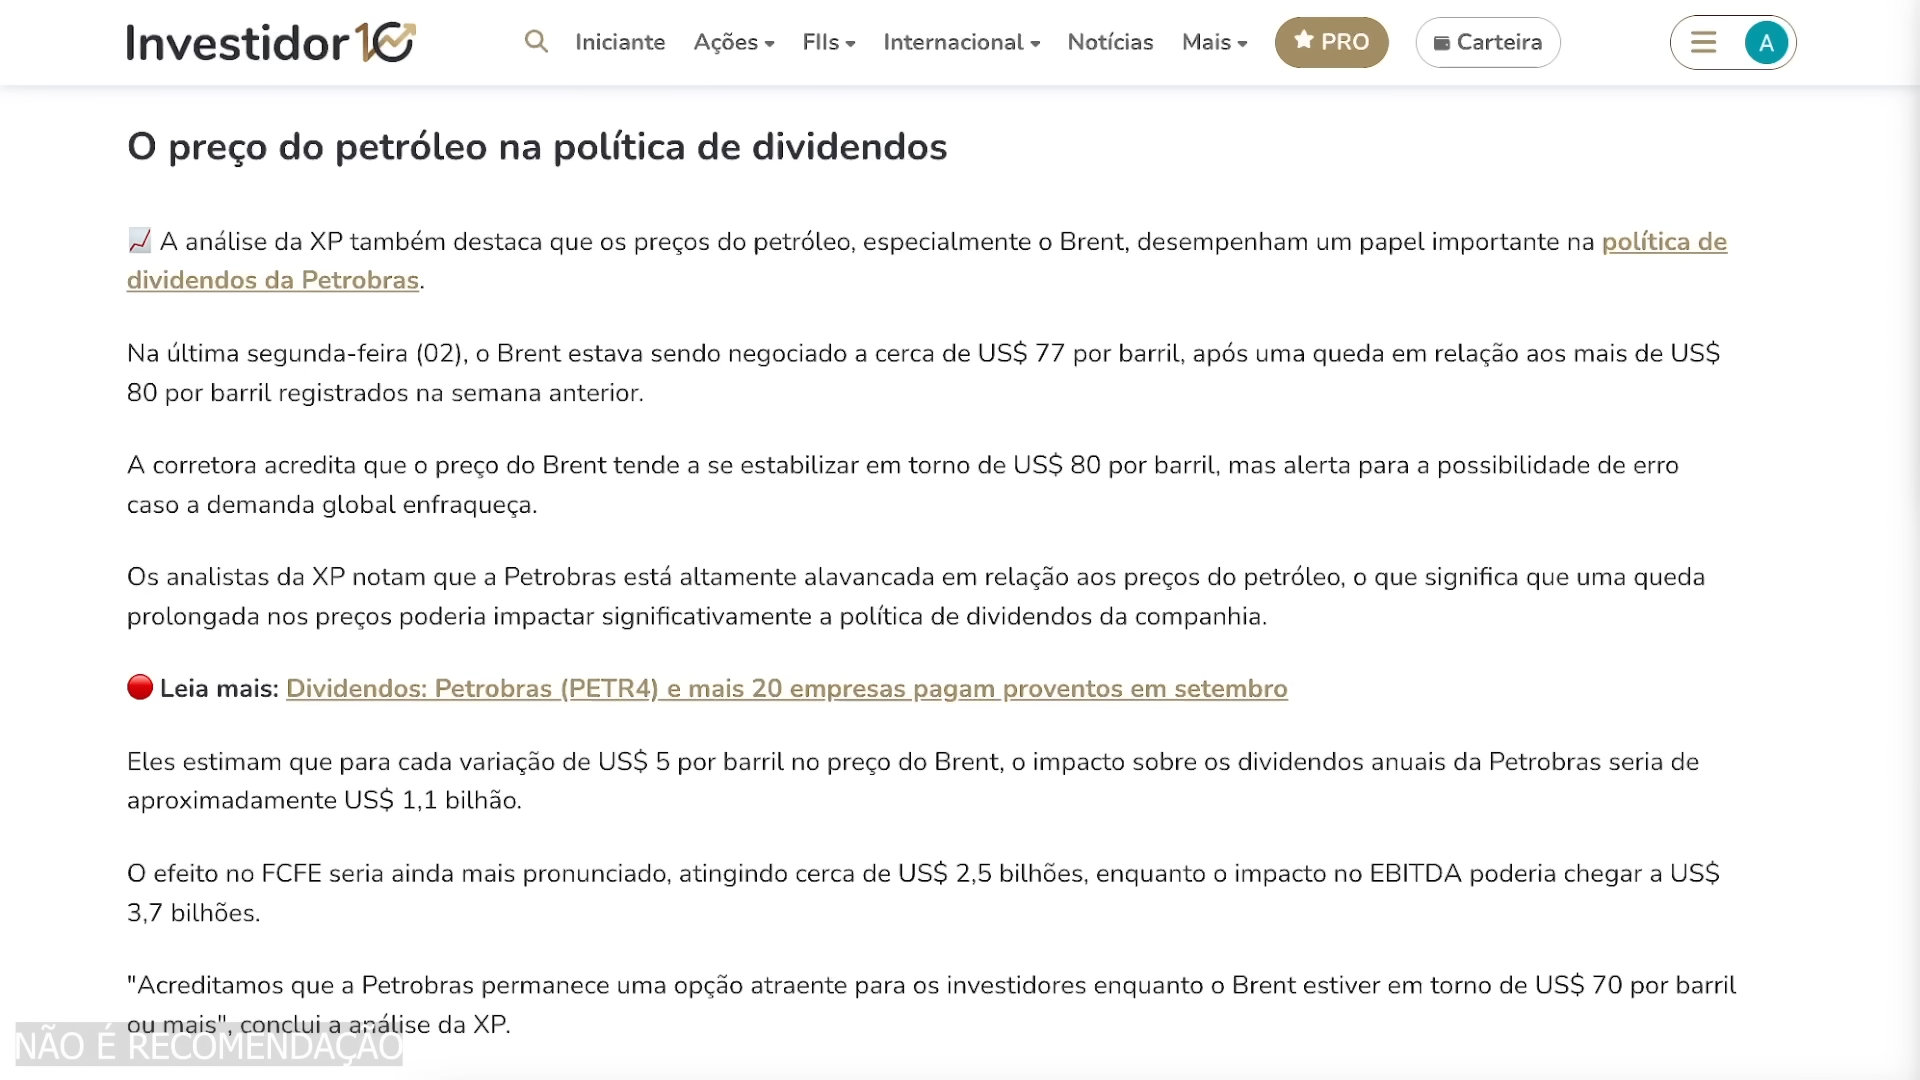 Investidor10
Iniciante Ações FIIs Internacional Notícias Mais PRO Carteira A
O preço do petróleo na política de dividendos
A análise da XP também destaca que os preços do petróleo, especialmente o Brent, desempenham um papel importante na política de
dividendos da Petrobras.
Na última segunda-feira (02), o Brent estava sendo negociado a cerca de US$ 77 por barril, após uma queda em relação aos mais de US$
80 por barril registrados na semana anterior.
A corretora acredita que o preço do Brent tende a se estabilizar em torno de US$ 80 por barril, mas alerta para a possibilidade de erro
caso a demanda global enfraqueça.
Os analistas da XP notam que a Petrobras está altamente alavancada em relação aos preços do petróleo, o que significa que uma queda
prolongada nos preços poderia impactar significativamente a política de dividendos da companhia.
Leia mais: Dividendos: Petrobras (PETR4) e mais 20 empresas pagam proventos em setembro
Eles estimam que para cada variação de US$ 5 por barril no preço do Brent, o impacto sobre os dividendos anuais da Petrobras seria de
aproximadamente US$ 1,1 bilhão.
O efeito no FCFE seria ainda mais pronunciado, atingindo cerca de US$ 2,5 bilhões, enquanto o impacto no EBITDA poderia chegar a US$
3,7 bilhões.
"Acreditamos que a Petrobras permanece uma opção atraente para os investidores enquanto o Brent estiver em torno de US$ 70 por barril
ou mais", conclui a análise da XP.
NÃO É RECOMENDAÇÃO